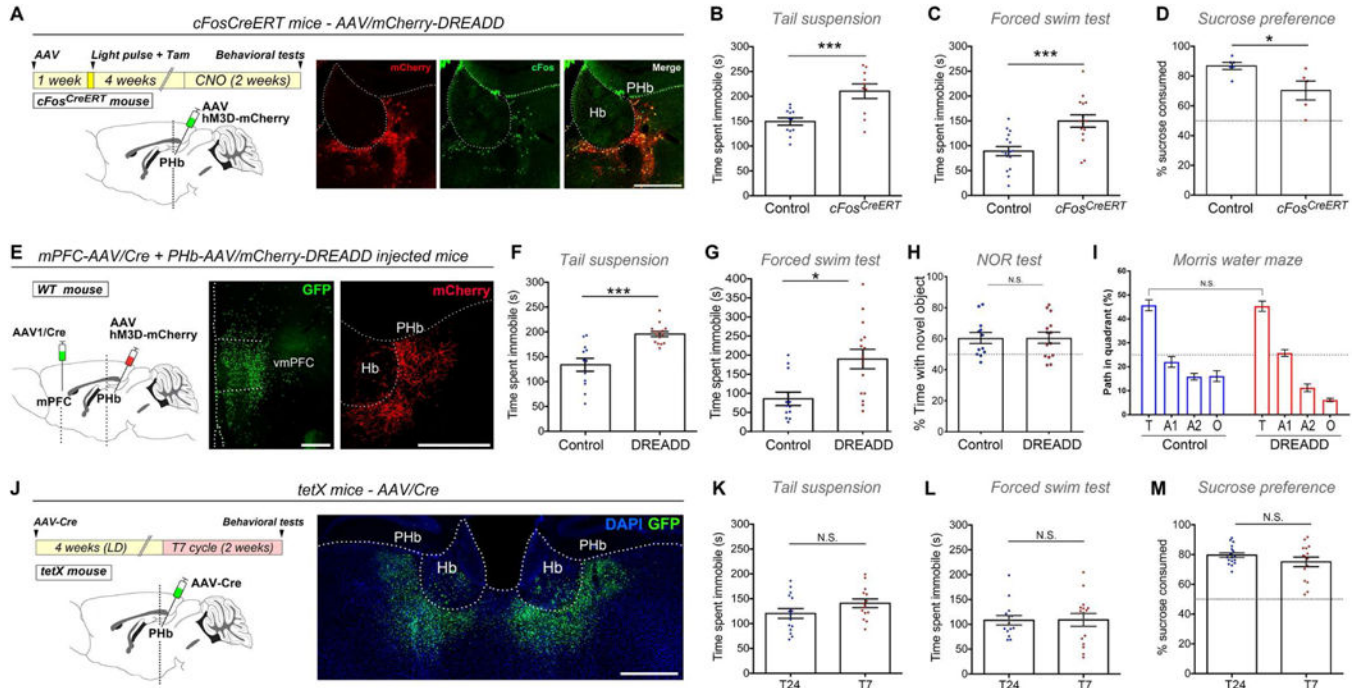 A
cFosCreERT mice - AAV/mCherry-DREADD
AAV
Light pulse + Tam
Behavioral tests
1 week
4 weeks
CNO (2 weeks)
cFosCreERT mouse
AAV
hM3D-mCherry
PHb
mCherry
cFos
Merge
PHb
Hb
B
Tail suspension
***
Time spent immobile (s)
300
250
200
150
100
50
0
Control
cFosCreERT
C
Forced swim test
***
Time spent immobile (s)
300
250
200
150
100
50
0
Control
cFosCreERT
D
Sucrose preference
*
% sucrose consumed
100
80
60
40
20
0
Control
cFosCreERT
E
mPFC-AAV/Cre + PHb-AAV/mCherry-DREADD injected mice
WT mouse
AAV1/Cre
AAV
hM3D-mCherry
mPFC
PHb
GFP
vmPFC
mCherry
PHb
Hb
F
Tail suspension
***
Time spent immobile (s)
300
250
200
150
100
50
0
Control
DREADD
G
Forced swim test
*
Time spent immobile (s)
400
350
300
250
200
150
100
50
0
Control
DREADD
H
NOR test
N.S.
% Time with novel object
100
80
60
40
20
0
Control
DREADD
I
Morris water maze
N.S.
Path in quadrant (%)
60
50
40
30
20
10
0
T A1 A2 O
T A1 A2 O
Control
DREADD
J
tetX mice - AAV/Cre
AAV-Cre
Behavioral tests
4 weeks (LD)
T7 cycle (2 weeks)
tetX mouse
AAV-Cre
PHb
DAPI GFP
PHb
PHb
Hb
Hb
K
Tail suspension
N.S.
Time spent immobile (s)
300
250
200
150
100
50
0
T24
T7
L
Forced swim test
N.S.
Time spent immobile (s)
300
250
200
150
100
50
0
T24
T7
M
Sucrose preference
N.S.
% sucrose consumed
100
80
60
40
20
0
T24
T7